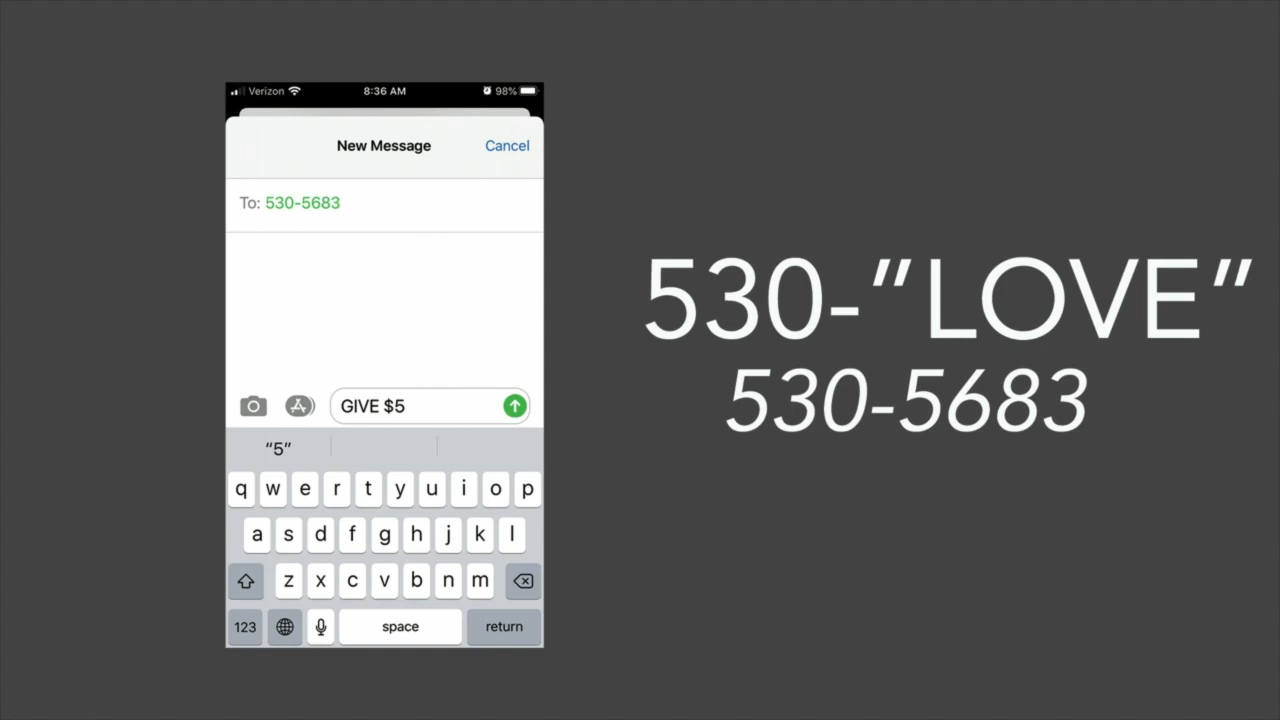 Verizon 8:36 AM 98%
New Message Cancel
To: 530-5683
GIVE $5
"5"
q w e r t y u i o p
a s d f g h j k l
z x c v b n m
123 space return
530-”LOVE”
530-5683